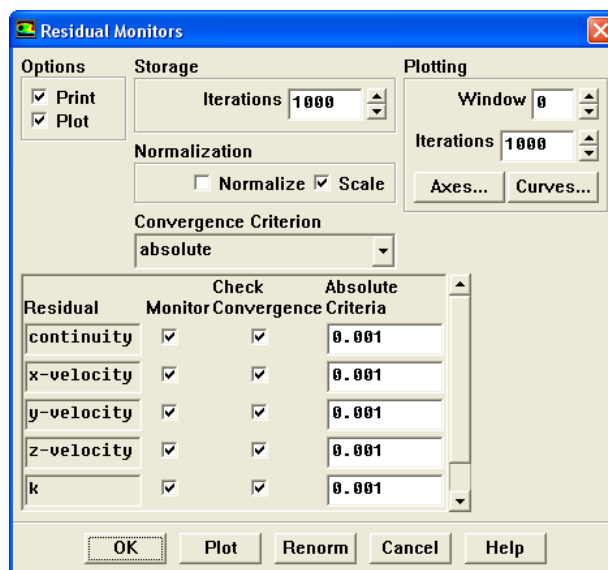 Residual Monitors
Options
Print
Plot
Storage
Iterations 1000
Normalization
Normalize Scale
Convergence Criterion
absolute
Plotting
Window 0
Iterations 1000
Axes... Curves...
Residual Monitor Check Convergence Absolute Criteria
continuity 0.001
x-velocity 0.001
y-velocity 0.001
z-velocity 0.001
k 0.001
OK Plot Renorm Cancel Help